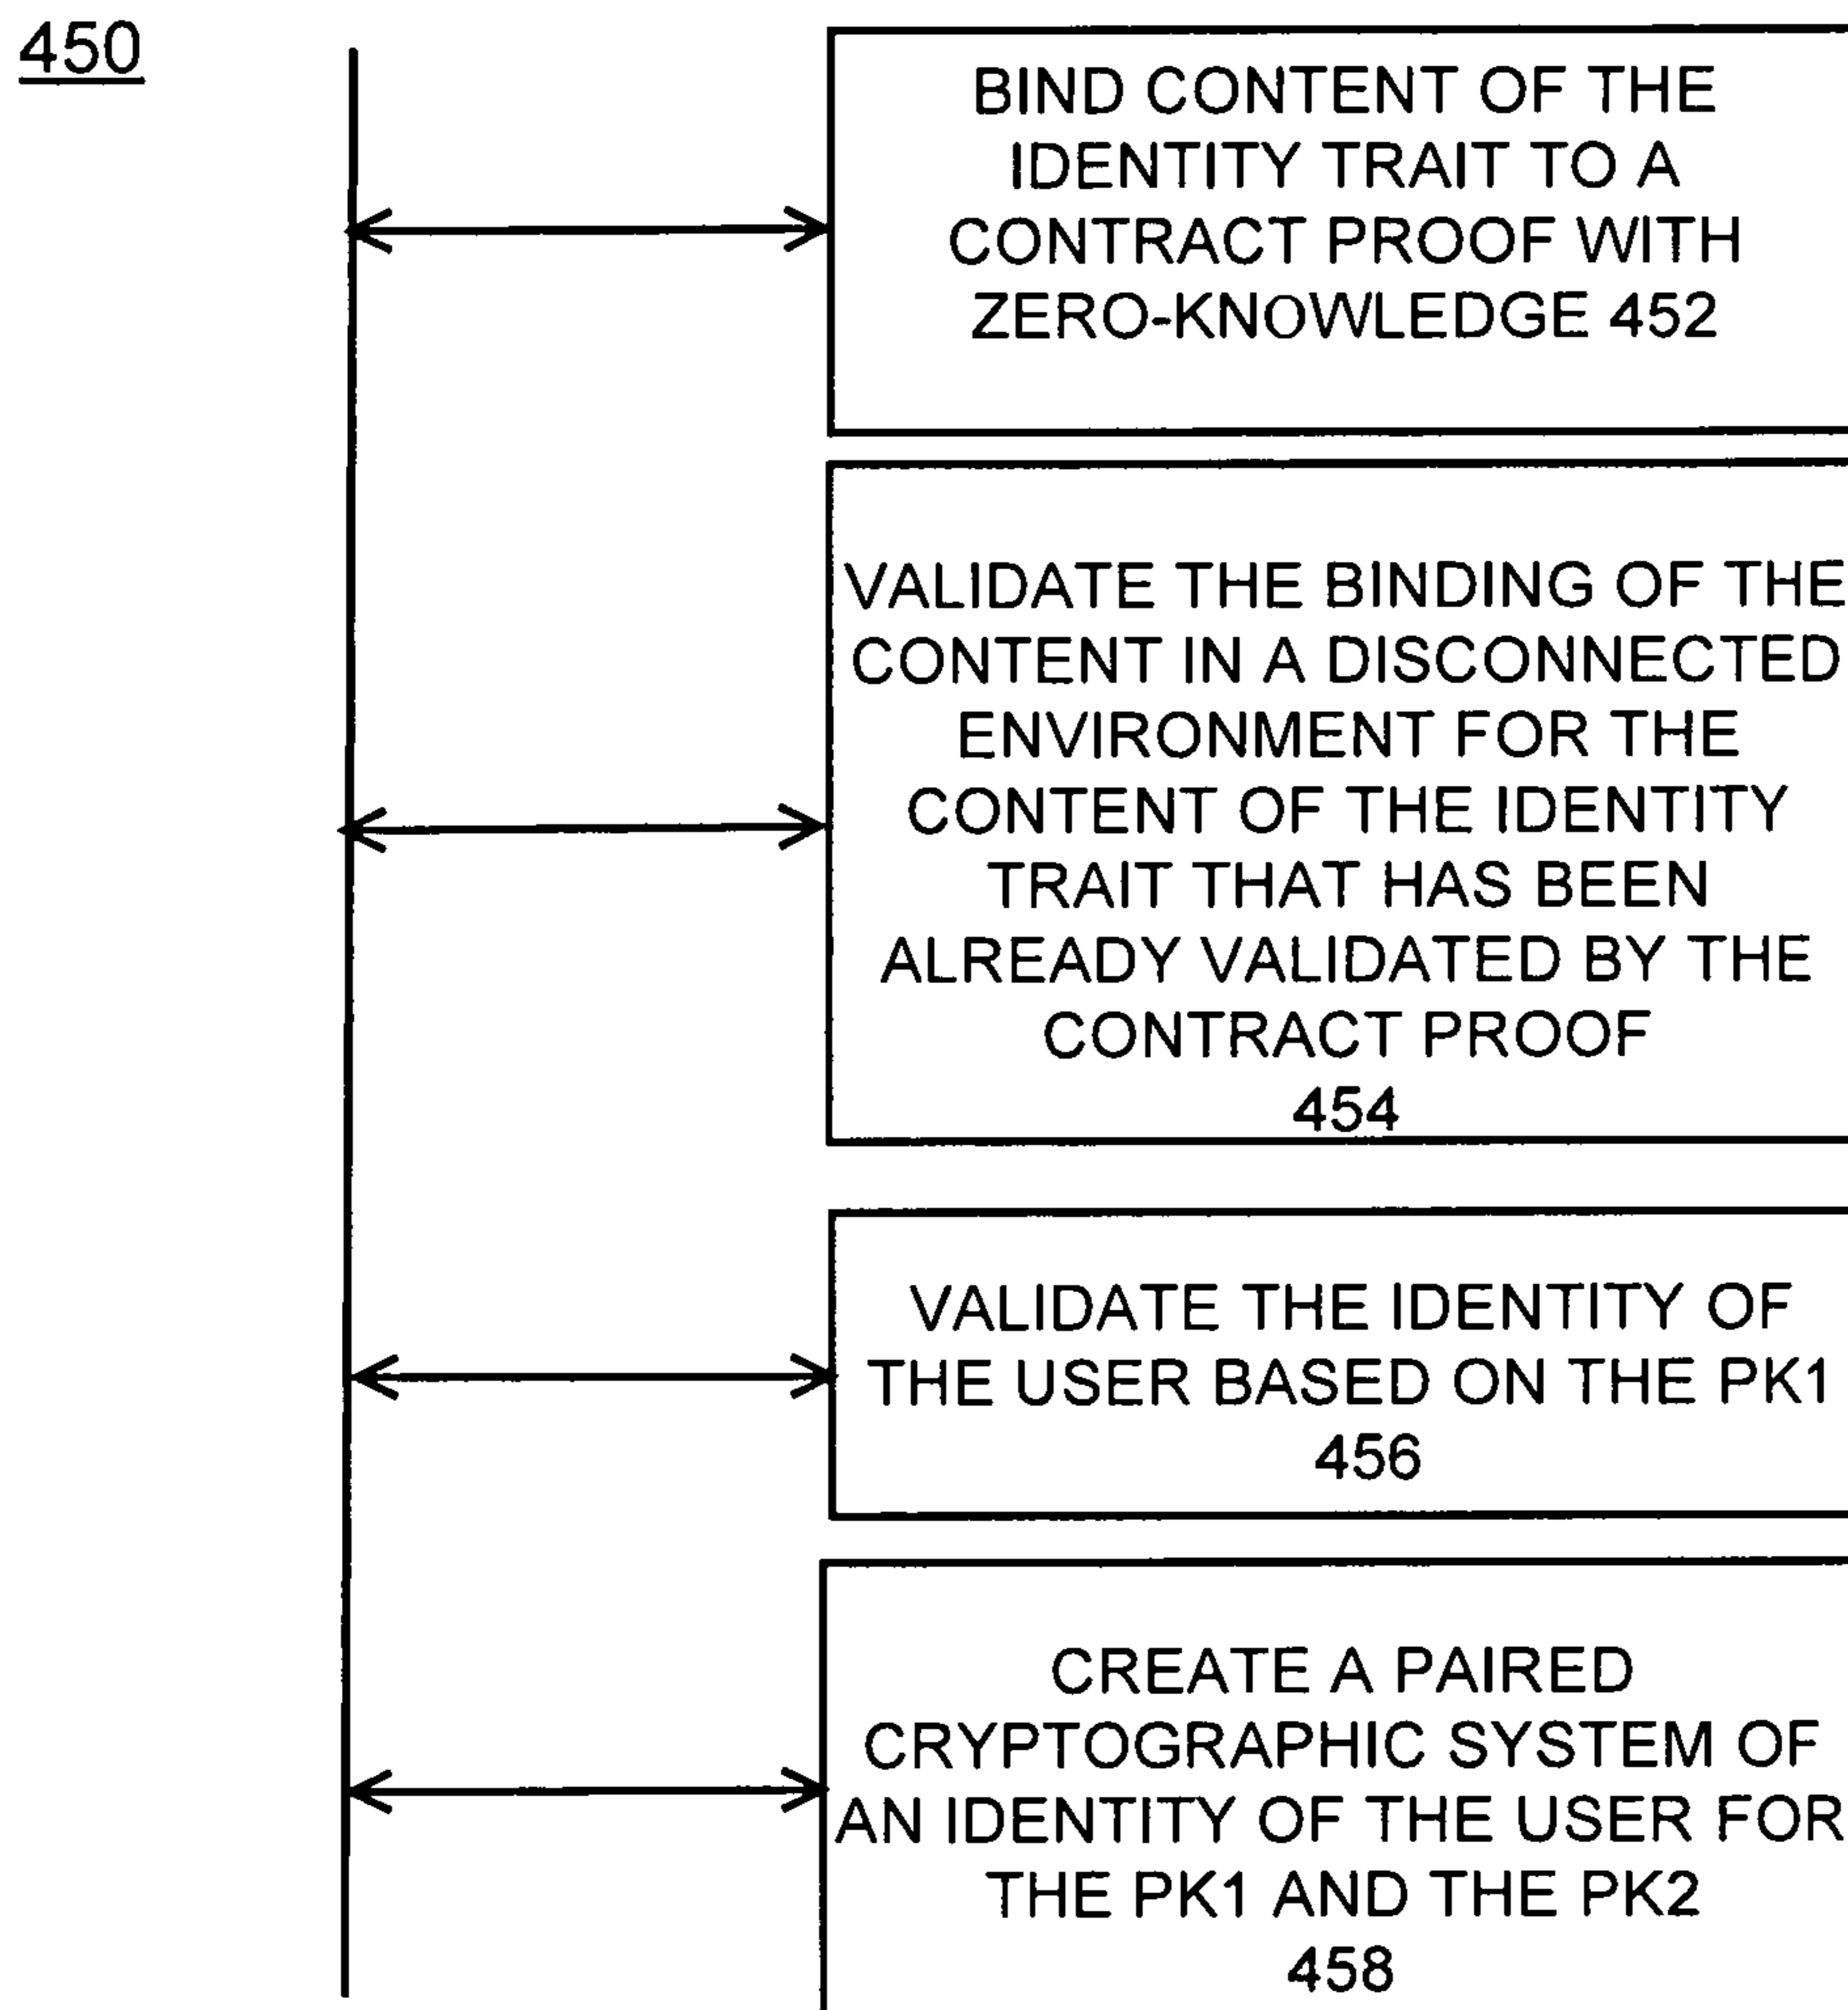 450
BIND CONTENT OF THE
IDENTITY TRAIT TO A
CONTRACT PROOF WITH
ZERO-KNOWLEDGE 452
VALIDATE THE BINDING OF THE
CONTENT IN A DISCONNECTED
ENVIRONMENT FOR THE
CONTENT OF THE IDENTITY
TRAIT THAT HAS BEEN
ALREADY VALIDATED BY THE
CONTRACT PROOF
454
VALIDATE THE IDENTITY OF
THE USER BASED ON THE PK1
456
CREATE A PAIRED
CRYPTOGRAPHIC SYSTEM OF
AN IDENTITY OF THE USER FOR
THE PK1 AND THE PK2
458